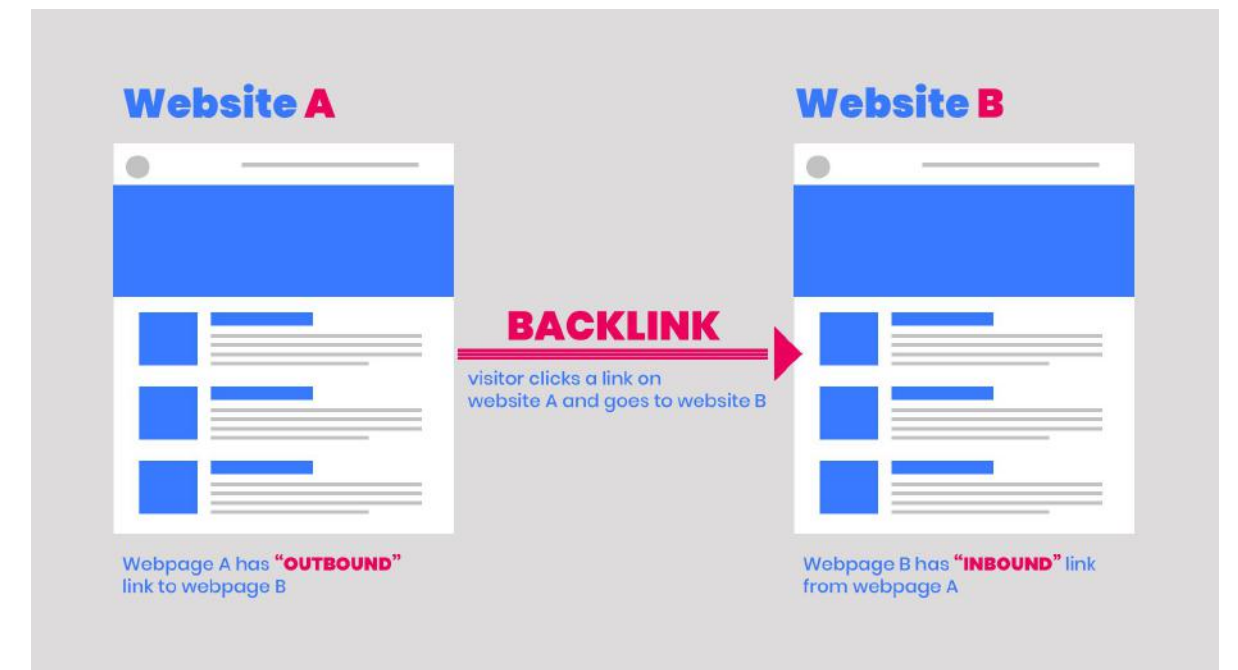 Website A
Website B
BACKLINK
visitor clicks a link on
website A and goes to website B
Webpage A has “OUTBOUND”
link to webpage B
Webpage B has “INBOUND” link
from webpage A